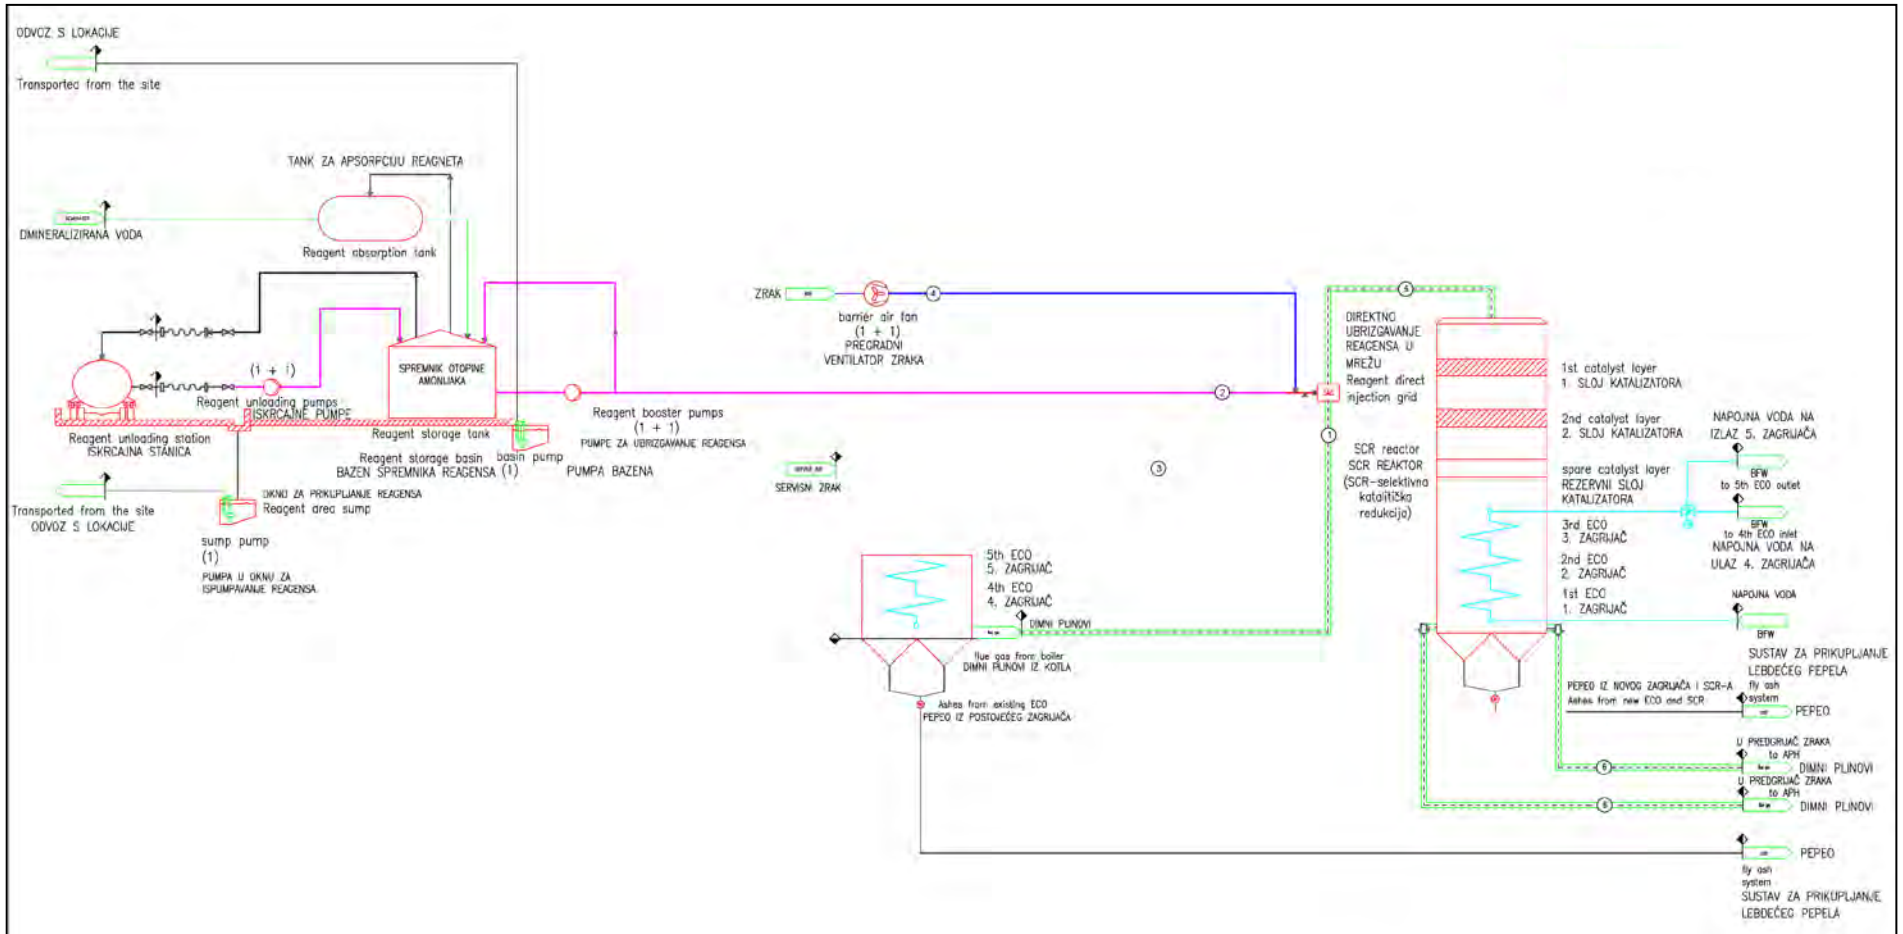 ODVOZ S LOKACIJE
Transported from the site
TANK ZA APSORPCIJU REAGNETA
DMINERALIZIRANA VODA
Reagent absorption tank
ZRAK
4
5
barrier air fan
(1 + 1)
PREGRADNI
VENTILATOR ZRAKA
DIREKTNO
UBRIZGAVANJE
REAGENSA U
MREŽU
Reagent direct
injection grid
(1 + 1)
SPREMNIK OTOPINE
AMONIJAKA
Reagent unloading pumps
ISKRCAJNE PUMPE
Reagent booster pumps
(1 + 1)
PUMPE ZA UBRIZGAVANJE REAGENSA
2
1
3
1st catalyst layer
1. SLOJ KATALIZATORA
2nd catalyst layer
2. SLOJ KATALIZATORA
NAPOJNA VODA NA
IZLAZ 5. ZAGRIJAČA
BFW
to 5th ECO outlet
Reagent unloading station
ISKRCAJNA STANICA
Reagent storage tank
Reagent storage basin
BAZEN SPREMNIKA REAGENSA
basin pump
(1)
PUMPA BAZENA
SERVISNI ZRAK
SCR reactor
SCR REAKTOR
(SCR-selektivna
katalitička
redukcija)
spare catalyst layer
REZERVNI SLOJ
KATALIZATORA
BFW
to 4th ECO inlet
NAPOJNA VODA NA
ULAZ 4. ZAGRIJAČA
Transported from the site
ODVOZ S LOKACIJE
OKNO ZA PRIKUPLJANJE REAGENSA
Reagent area sump
sump pump
(1)
PUMPA U OKNU ZA
ISPUMPAVANJE REAGENSA
5th ECO
5. ZAGRIJAČ
4th ECO
4. ZAGRIJAČ
DIMNI PLINOVI
flue gas from boiler
DIMNI PLINOVI IZ KOTLA
Ashes from existing ECO
PEPEO IZ POSTOJEĆEG ZAGRIJAČA
3rd ECO
3. ZAGRIJAČ
2nd ECO
2. ZAGRIJAČ
1st ECO
1. ZAGRIJAČ
NAPOJNA VODA
BFW
SUSTAV ZA PRIKUPLJANJE
LEBDEĆEG FEPELA
PEPEO IZ NOVOG ZAGRIJAČA I SCR-A
Ashes from new ECO and SCR
fly ash
system
PEPEO
U PREDGRIJAČ ZRAKA
to APH
6
DIMNI PLINOVI
U PREDGRIJAČ ZRAKA
to APH
6
DIMNI PLINOVI
PEPEO
fly ash
system
SUSTAV ZA PRIKUPLJANJE
LEBDEĆEG PEPELA